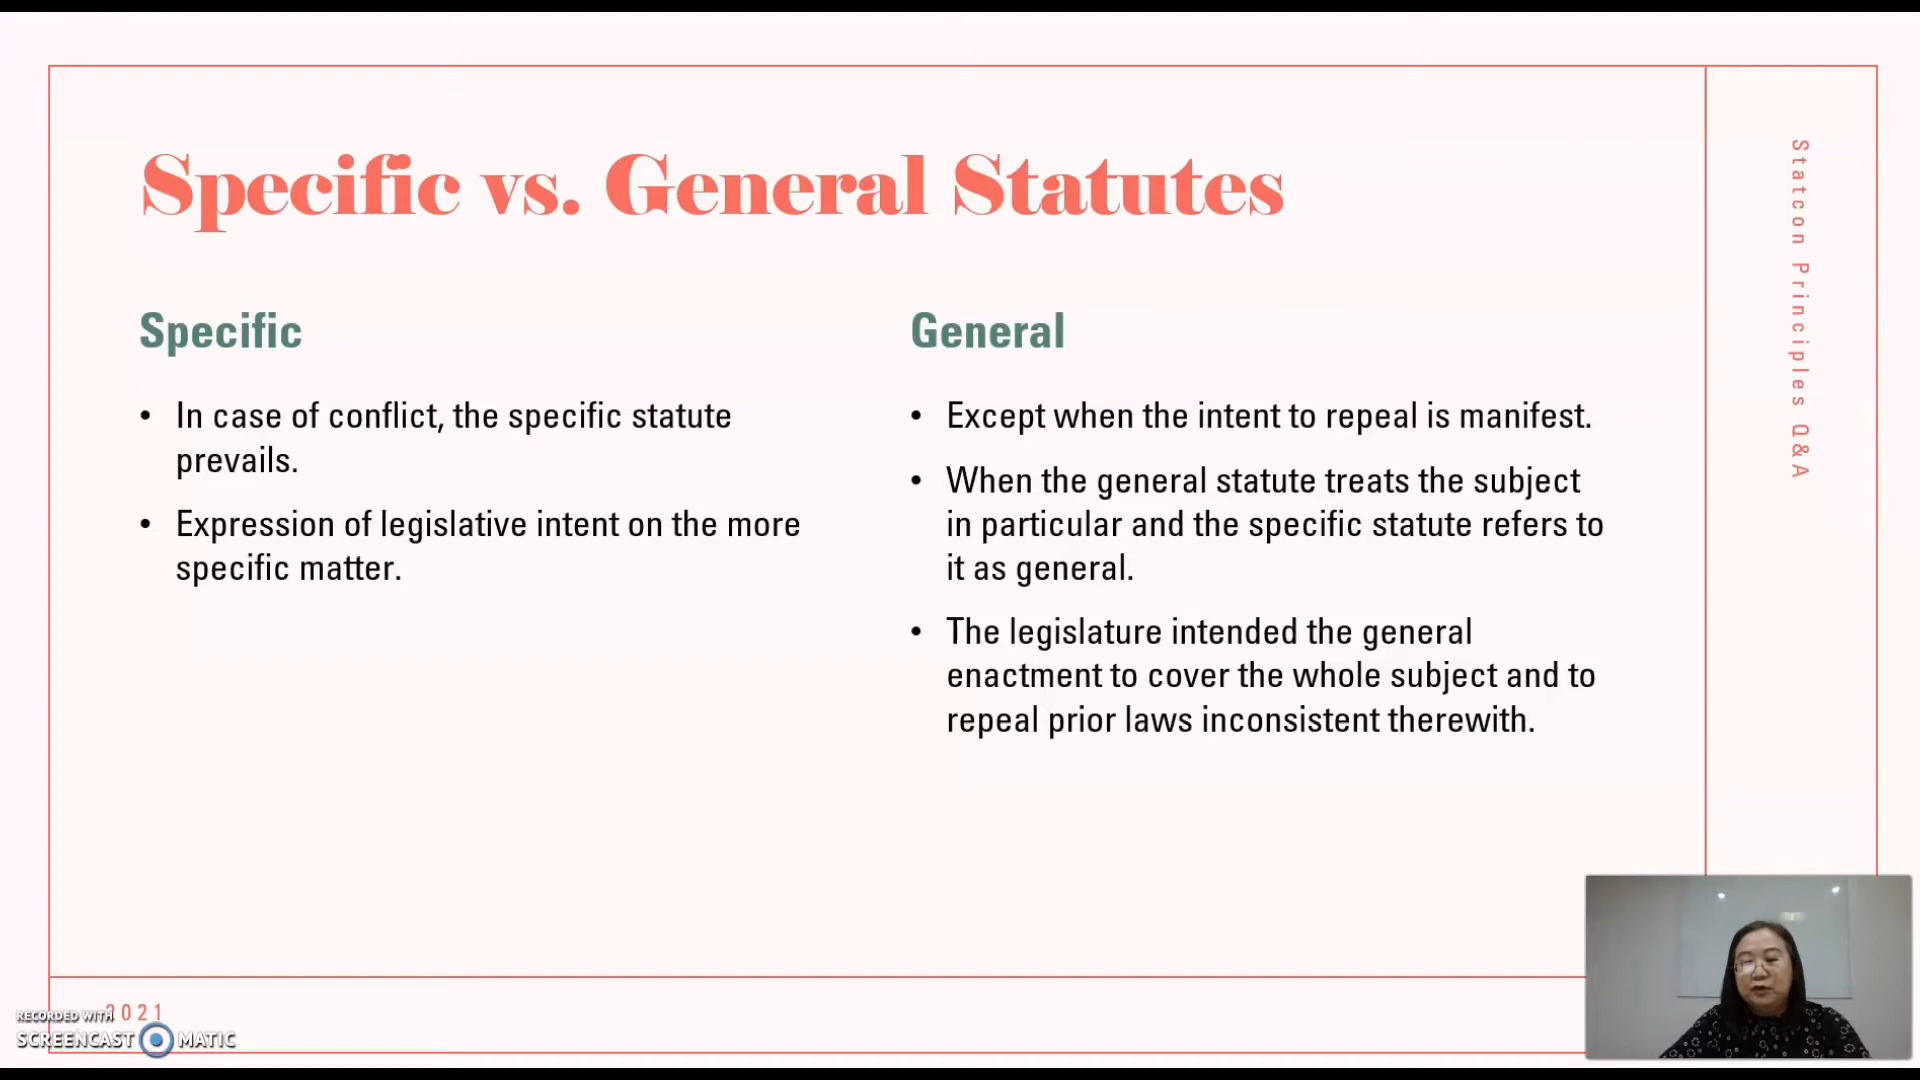 Specific vs. General Statutes
Specific
• In case of conflict, the specific statute
prevails.
• Expression of legislative intent on the more
specific matter.
General
• Except when the intent to repeal is manifest.
• When the general statute treats the subject
in particular and the specific statute refers to
it as general.
• The legislature intended the general
enactment to cover the whole subject and to
repeal prior laws inconsistent therewith.
Statcon Principles Q&A
2021
RECORDED WITH
SCREENCAST MATIC